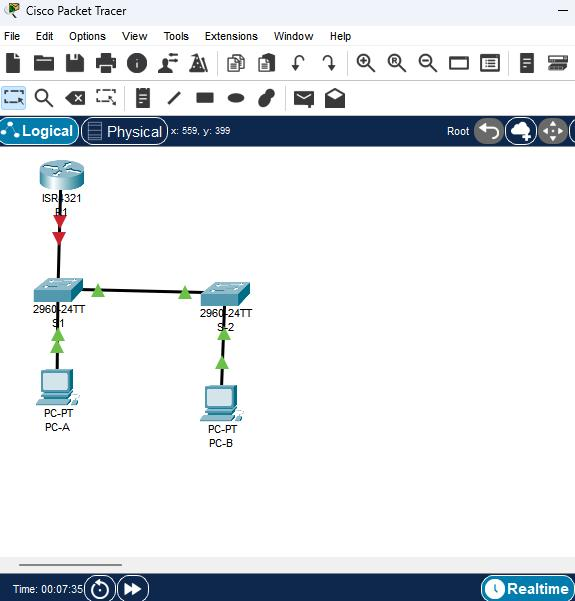 Cisco Packet Tracer
File Edit Options View Tools Extensions Window Help
Logical Physical x: 559, y: 399 Root
ISR4321
R1
2960-24TT
S1
2960-24TT
S-2
PC-PT
PC-A
PC-PT
PC-B
Time: 00:07:35 Realtime